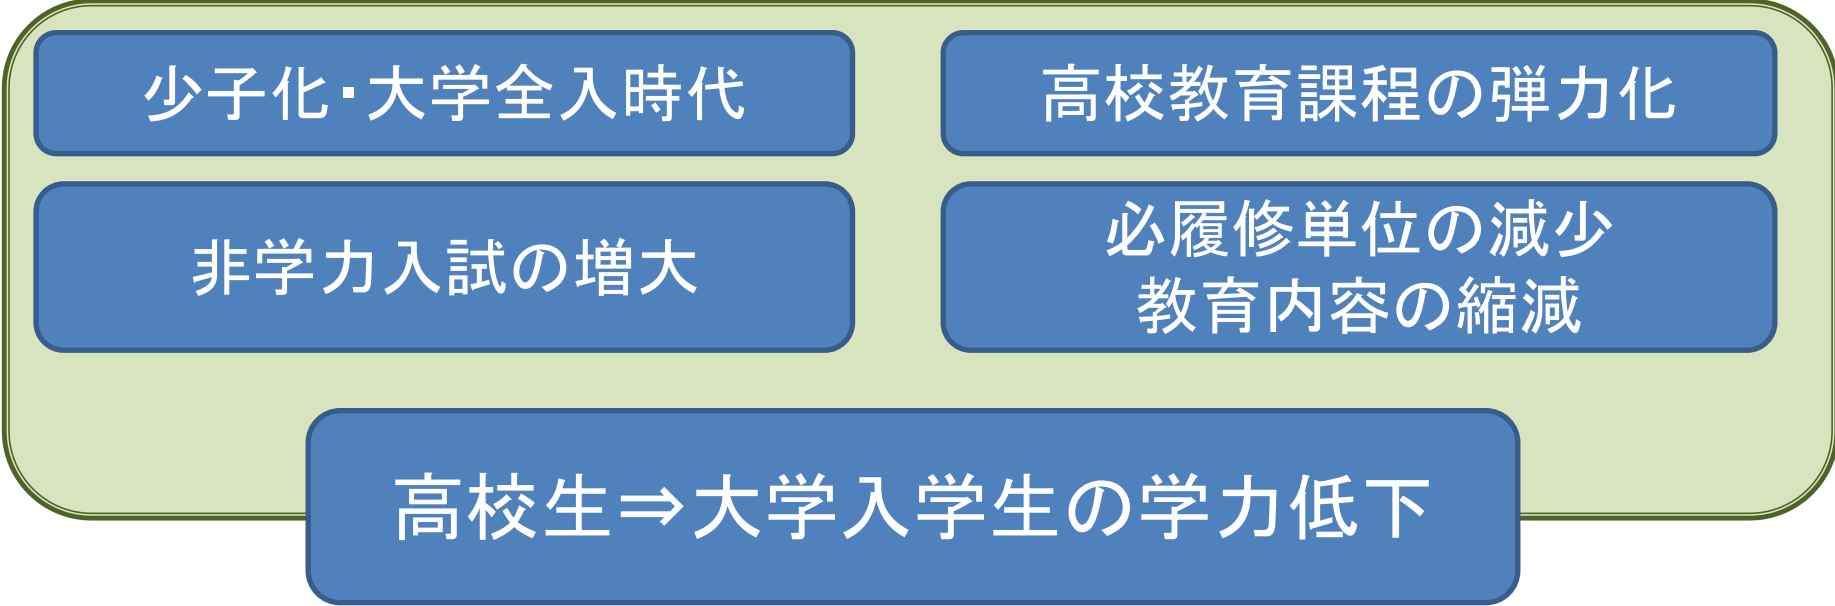 少子化・大学全入時代
高校教育課程の弾力化
非学力入試の増大
必履修単位の減少
教育内容の縮減
高校生⇒大学入学生の学力低下